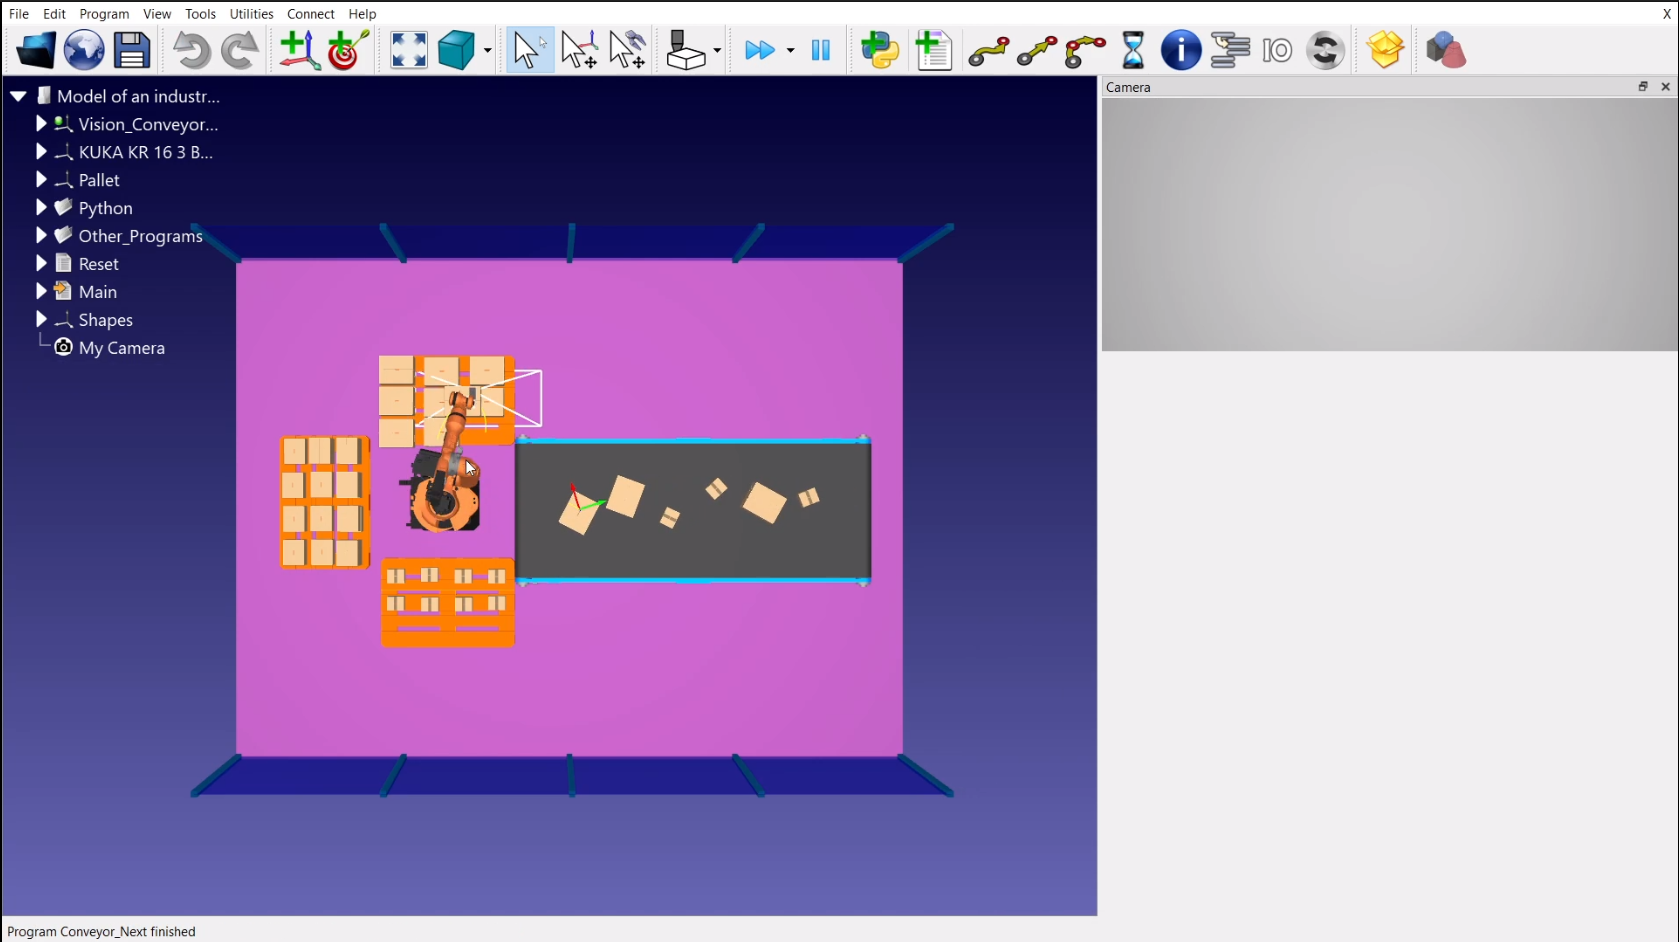 File Edit Program View Tools Utilities Connect Help X
IO
Camera
Model of an industr...
Vision_Conveyor...
KUKA KR 16 3 B...
Pallet
Python
Other_Programs
Reset
Main
Shapes
My Camera
Program Conveyor_Next finished